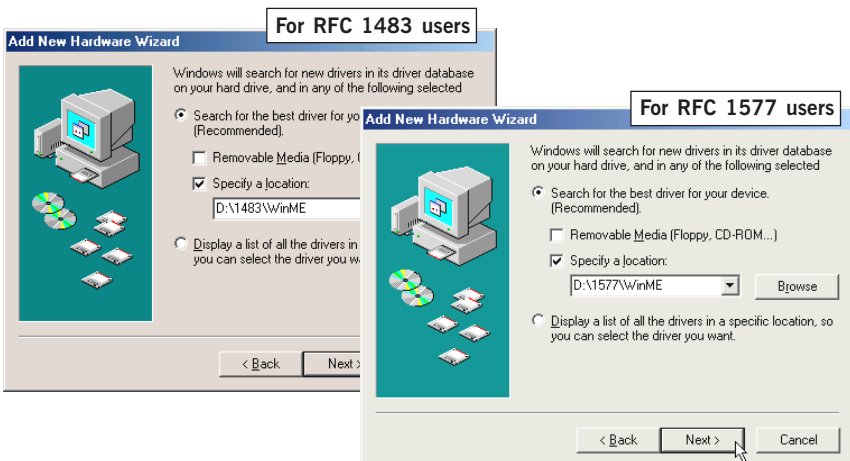 For RFC 1483 users
Add New Hardware Wizard
Windows will search for new drivers in its driver database
on your hard drive, and in any of the following selected
Search for the best driver for yo
(Recommended).
Removable Media (Floppy,
Specify a location:
D:\1483\WinME
Display a list of all the drivers in
you can select the driver you w
< Back
Next >
For RFC 1577 users
Add New Hardware Wizard
Windows will search for new drivers in its driver database
on your hard drive, and in any of the following selected
Search for the best driver for your device.
(Recommended).
Removable Media (Floppy, CD-ROM...)
Specify a location:
D:\1577\WinME
Browse
Display a list of all the drivers in a specific location, so
you can select the driver you want.
< Back
Next >
Cancel